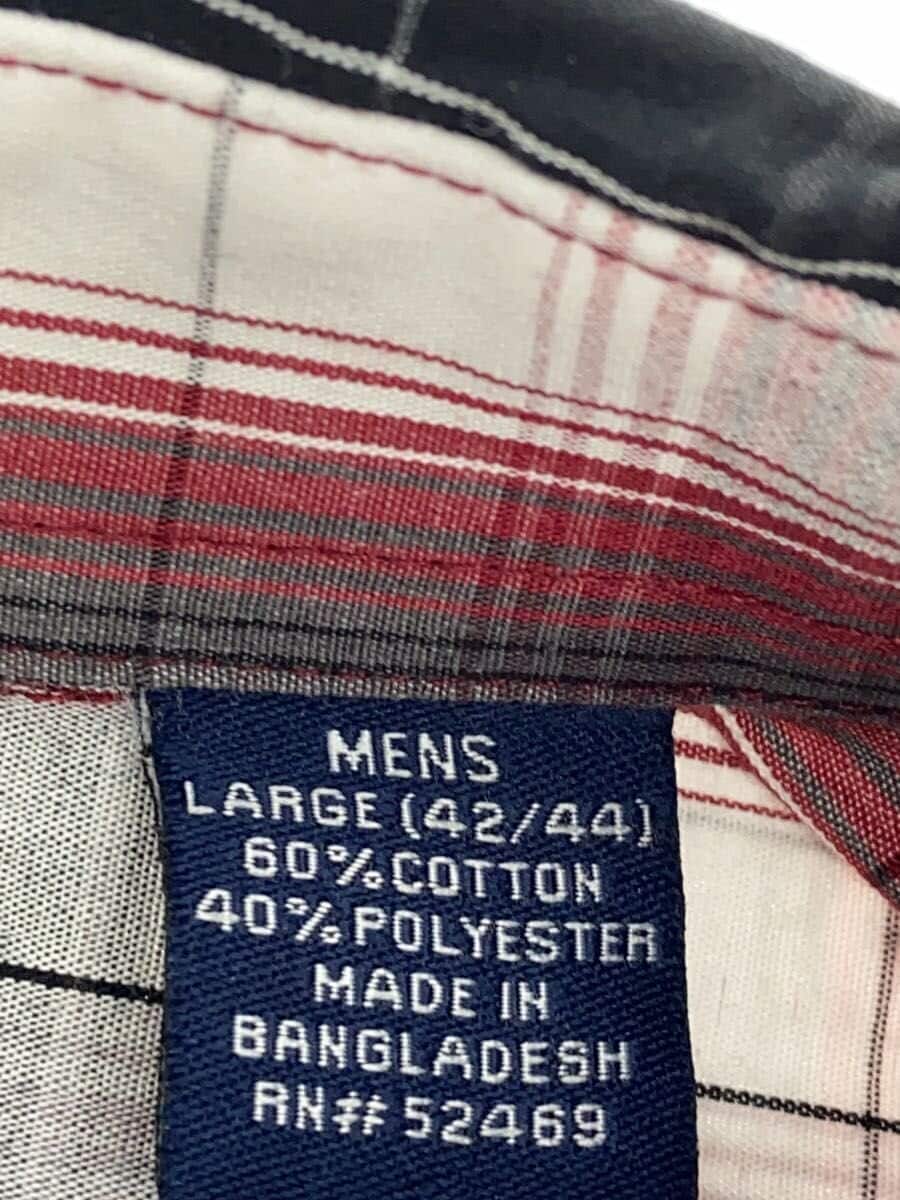 MENS
LARGE (42/44)
60% COTTON
40% POLYESTER
MADE IN
BANGLADESH
RN# 52469